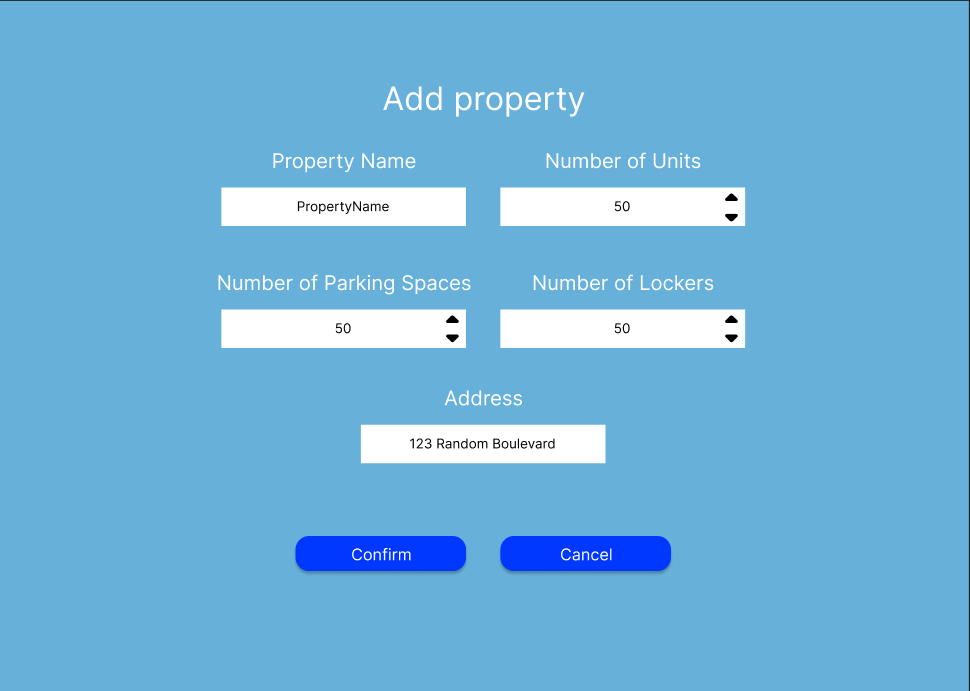 Add property
Property Name
Number of Units
PropertyName
50
Number of Parking Spaces
Number of Lockers
50
50
Address
123 Random Boulevard
Confirm
Cancel